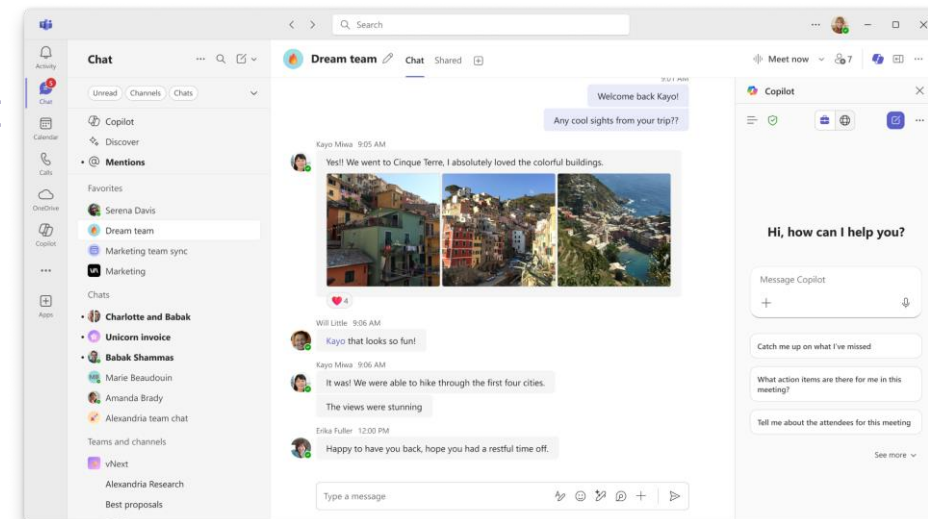 Search
Activity
Chat
Calendar
Calls
OneDrive
Copilot
Apps
5
Chat
Unread
Channels
Chats
Copilot
Discover
@ Mentions
Favorites
Serena Davis
Dream team
Marketing team sync
Marketing
Chats
Charlotte and Babak
Unicorn invoice
Babak Shammas
MB Marie Beaudouin
Amanda Brady
Alexandria team chat
Teams and channels
vNext
Alexandria Research
Best proposals
Dream team
Chat
Shared
Meet now
7
9:01 AM
Welcome back Kayo!
Any cool sights from your trip??
Kayo Miwa 9:05 AM
Yes!! We went to Cinque Terre, I absolutely loved the colorful buildings.
4
Will Little 9:06 AM
Kayo that looks so fun!
Kayo Miwa 9:06 AM
It was! We were able to hike through the first four cities.
The views were stunning
Erika Fuller 12:00 PM
Happy to have you back, hope you had a restful time off.
Type a message
Copilot
Hi, how can I help you?
Message Copilot
Catch me up on what I've missed
What action items are there for me in this
meeting?
Tell me about the attendees for this meeting
See more